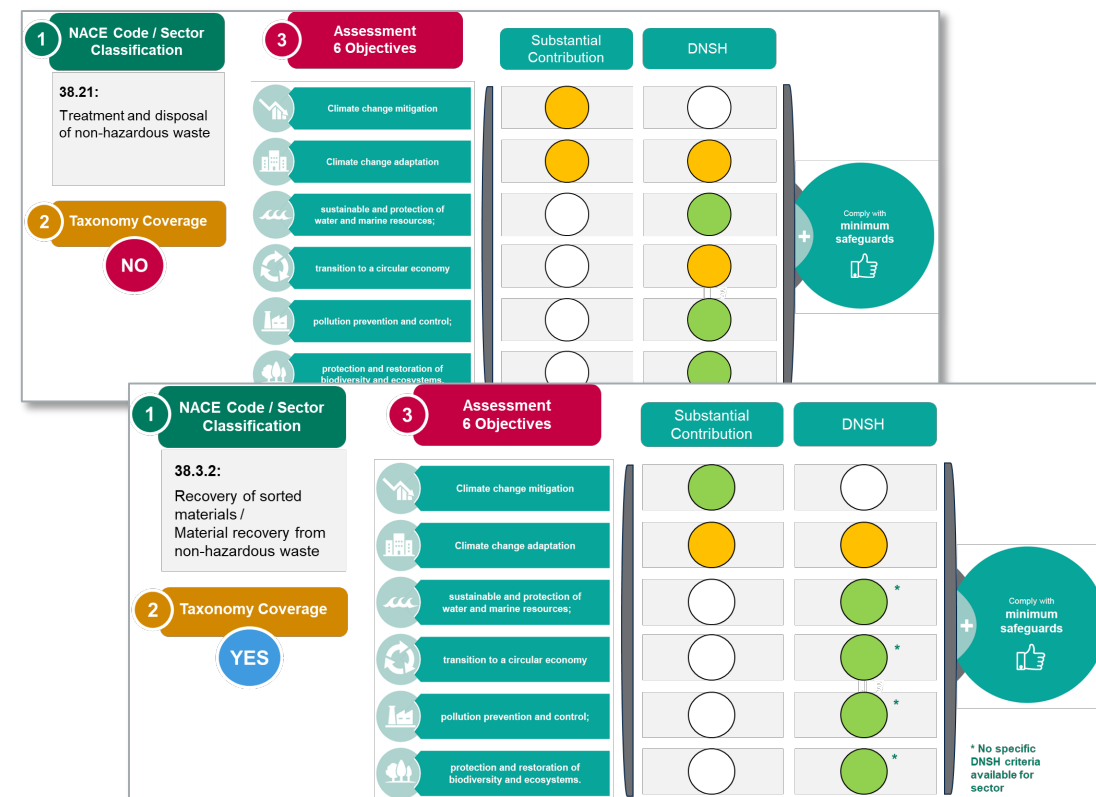 1
NACE Code / Sector
Classification
38.21:
Treatment and disposal
of non-hazardous waste
2
Taxonomy Coverage
NO
3
Assessment
6 Objectives
Substantial
Contribution
DNSH
Climate change mitigation
Climate change adaptation
sustainable and protection of
water and marine resources;
transition to a circular economy
pollution prevention and control;
protection and restoration of
biodiversity and ecosystems.
+
Comply with
minimum
safeguards
1
NACE Code / Sector
Classification
38.3.2:
Recovery of sorted
materials /
Material recovery from
non-hazardous waste
2
Taxonomy Coverage
YES
3
Assessment
6 Objectives
Substantial
Contribution
DNSH
Climate change mitigation
Climate change adaptation
sustainable and protection of
water and marine resources;
*
transition to a circular economy
*
pollution prevention and control;
*
protection and restoration of
biodiversity and ecosystems.
*
+
Comply with
minimum
safeguards
* No specific
DNSH criteria
available for
sector